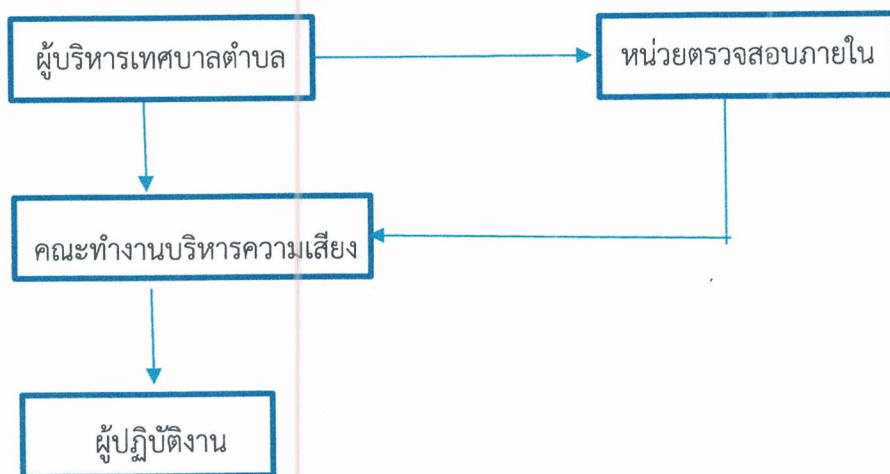 ผู้บริหารเทศบาลตำบล
หน่วยตรวจสอบภายใน
คณะทำงานบริหารความเสียง
ผู้ปฏิบัติงาน